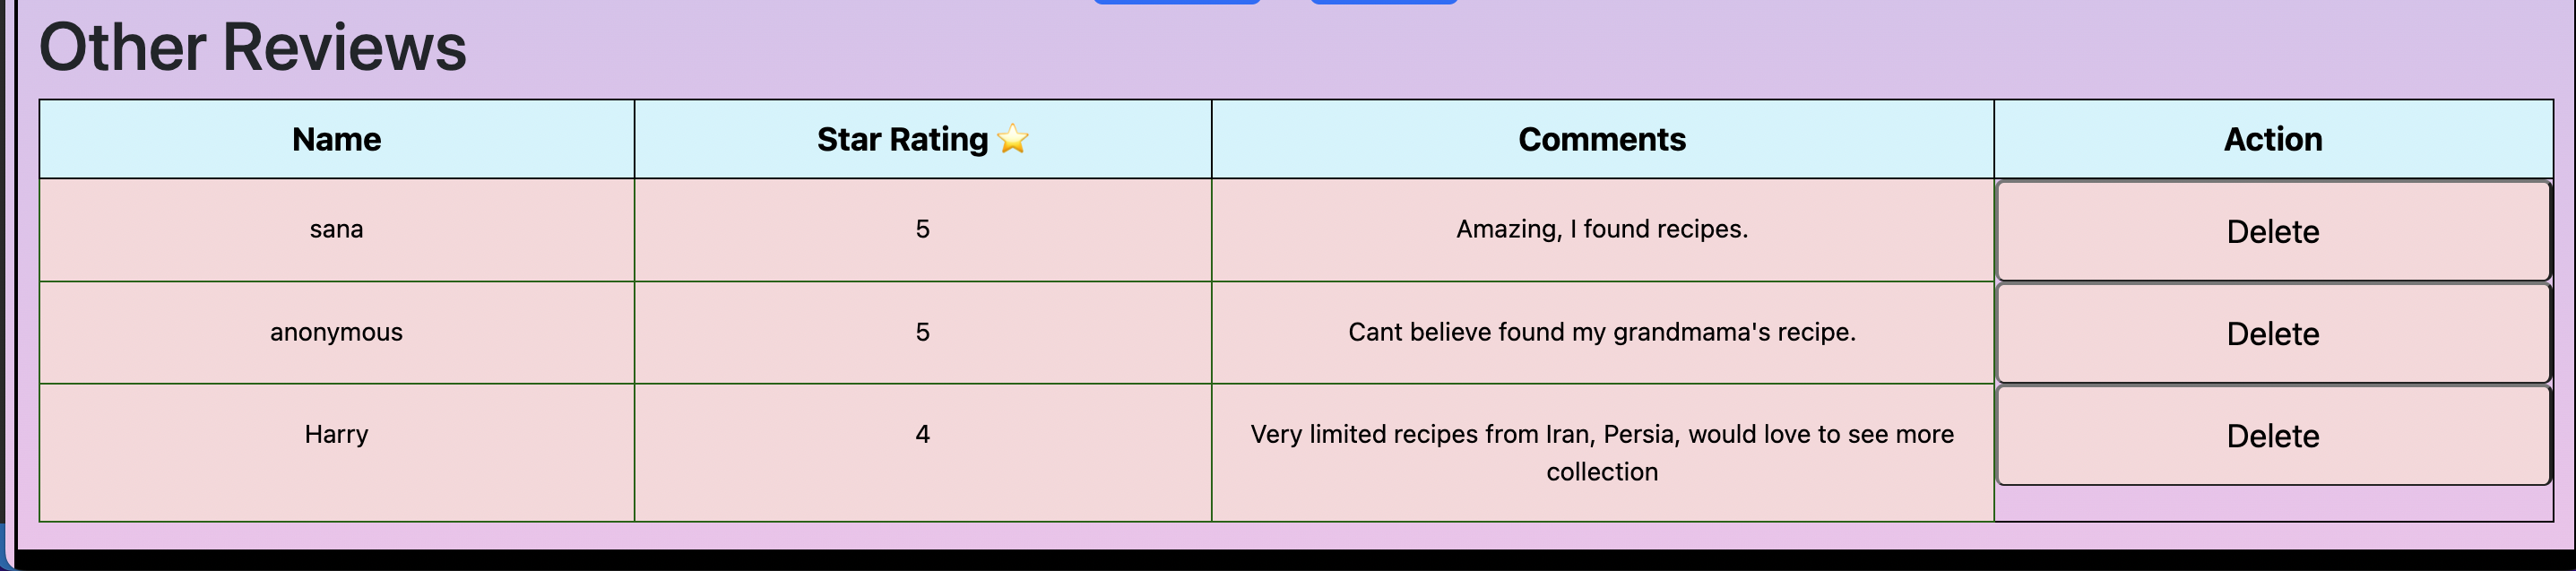 Other Reviews
Name Star Rating ⭐ Comments Action
sana 5 Amazing, I found recipes. Delete
anonymous 5 Cant believe found my grandmama's recipe. Delete
Harry 4 Very limited recipes from Iran, Persia, would love to see more Delete
collection